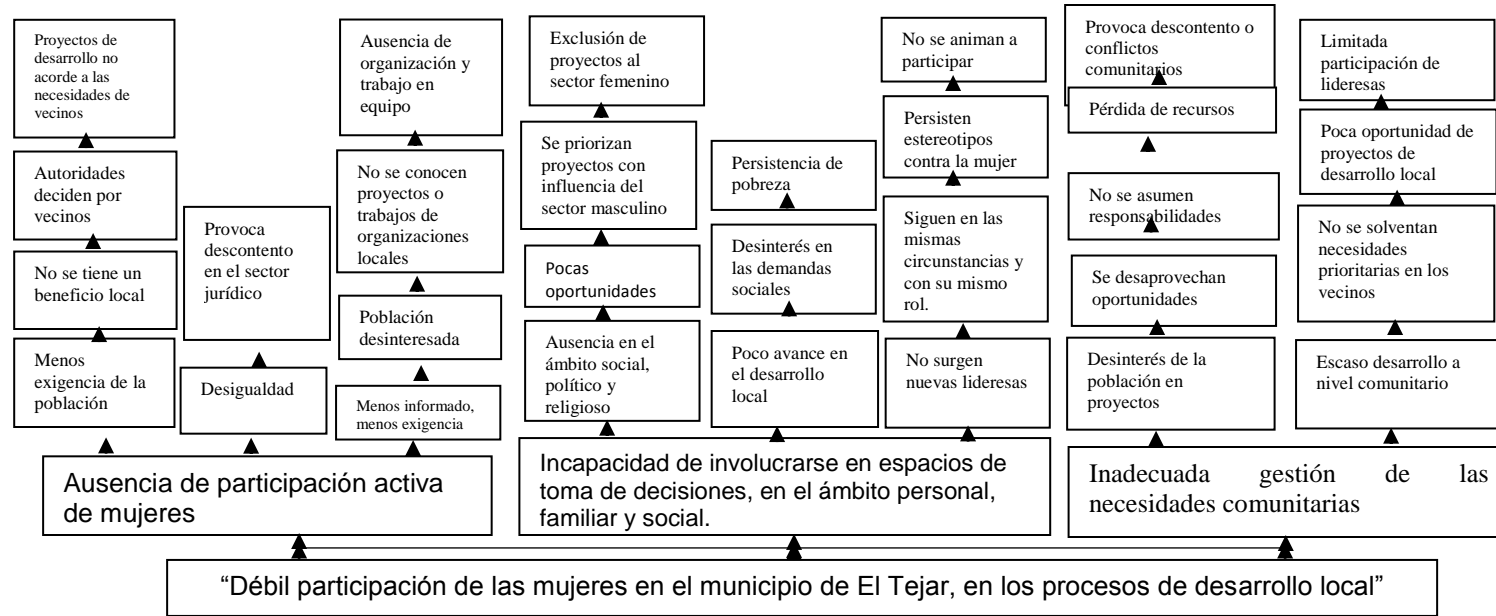 Proyectos de
desarrollo no
acorde a las
necesidades de
vecinos
Autoridades
deciden por
vecinos
No se tiene un
beneficio local
Menos
exigencia de la
población
Provoca
descontento
en el sector
jurídico
Desigualdad
Ausencia de
organización y
trabajo en
equipo
No se conocen
proyectos o
trabajos de
organizaciones
locales
Población
desinteresada
Menos informado,
menos exigencia
Exclusión de
proyectos al
sector femenino
Se priorizan
proyectos con
influencia del
sector masculino
Pocas
oportunidades
Ausencia en el
ámbito social,
político y
religioso
Persistencia de
pobreza
Desinterés en
las demandas
sociales
Poco avance en
el desarrollo
local
No se animan a
participar
Persisten
estereotipos
contra la mujer
Siguen en las
mismas
circunstancias y
con su mismo
rol.
No surgen
nuevas lideresas
Provoca
descontento o
conflictos
comunitarios
Pérdida de recursos
No se asumen
responsabilidades
Se desaprovechan
oportunidades
Desinterés de la
población en
proyectos
Limitada
participación de
lideresas
Poca oportunidad de
proyectos de
desarrollo local
No se solventan
necesidades
prioritarias en los
vecinos
Escaso desarrollo a
nivel comunitario
Ausencia de participación activa
de mujeres
Incapacidad de involucrarse en espacios de
toma de decisiones, en el ámbito personal,
familiar y social.
Inadecuada gestión de las
necesidades comunitarias
“Débil participación de las mujeres en el municipio de El Tejar, en los procesos de desarrollo local”